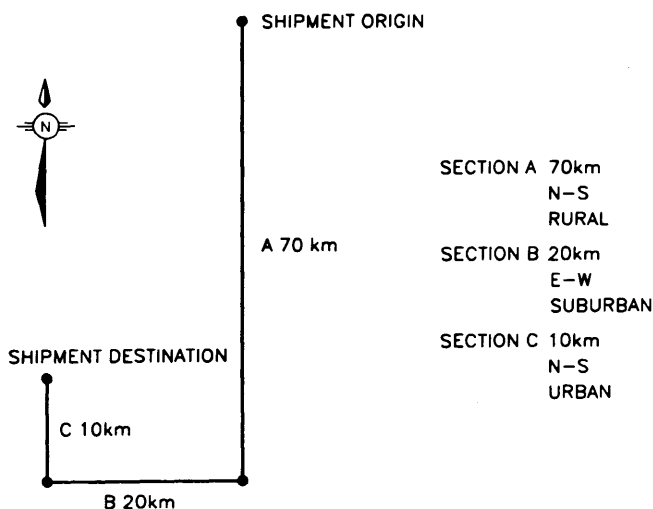 SHIPMENT ORIGIN
N
SECTION A 70km
N-S
RURAL
A 70 km
SECTION B 20km
E-W
SUBURBAN
SECTION C 10km
N-S
URBAN
SHIPMENT DESTINATION
C 10km
B 20km